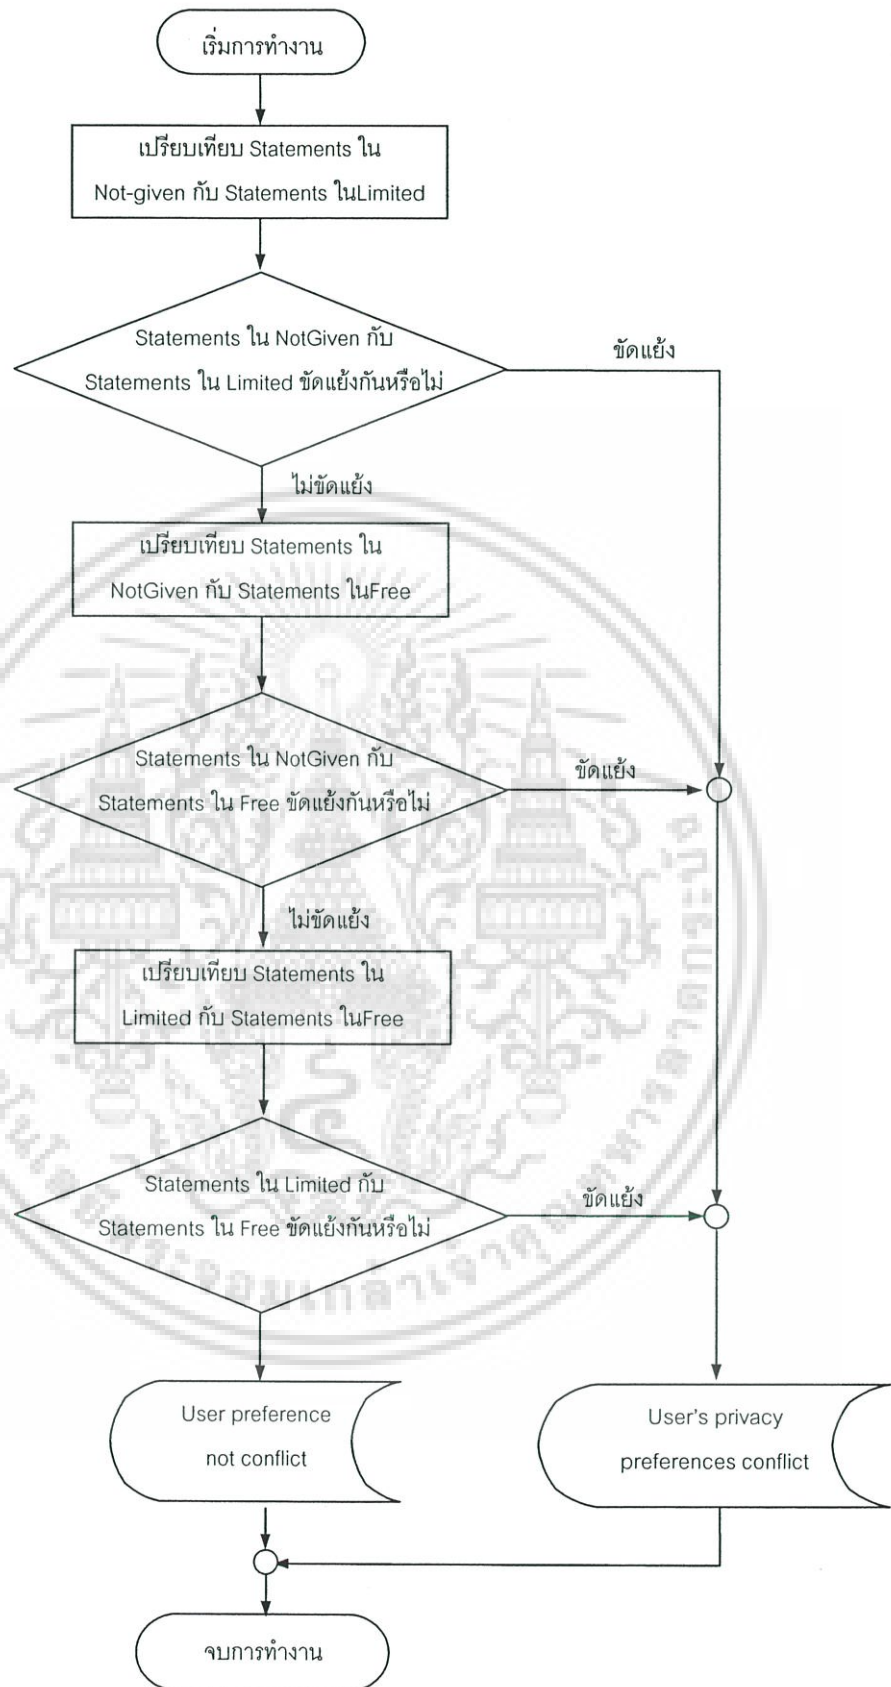 เริ่มการทำงาน
เปรียบเทียบ Statements ใน
Not-given กับ Statements ในLimited
Statements ใน NotGiven กับ
Statements ใน Limited ขัดแย้งกันหรือไม่
ขัดแย้ง
ไม่ขัดแย้ง
เปรียบเทียบ Statements ใน
NotGiven กับ Statements ในFree
Statements ใน NotGiven กับ
Statements ใน Free ขัดแย้งกันหรือไม่
ขัดแย้ง
ไม่ขัดแย้ง
เปรียบเทียบ Statements ใน
Limited กับ Statements ในFree
Statements ใน Limited กับ
Statements ใน Free ขัดแย้งกันหรือไม่
ขัดแย้ง
User preference
not conflict
User's privacy
preferences conflict
จบการทำงาน